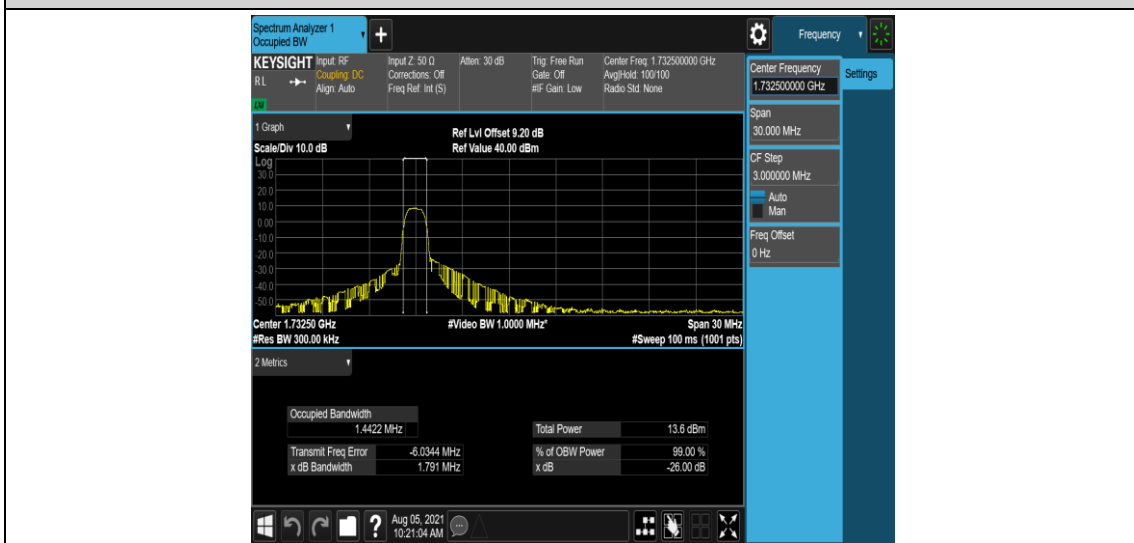 Spectrum Analyzer 1
Occupied BW
Frequency
KEYSIGHT
RL
LXI
Input: RF
Coupling: DC
Align: Auto
Input Z: 50 Ω
Corrections: Off
Freq Ref: Int (S)
Atten: 30 dB
Trig: Free Run
Gate: Off
#IF Gain: Low
Center Freq: 1.732500000 GHz
Avg|Hold: 100/100
Radio Std: None
Center Frequency
1.732500000 GHz
Settings
Span
30.000 MHz
CF Step
3.000000 MHz
Auto
Man
Freq Offset
0 Hz
1 Graph
Ref Lvl Offset 9.20 dB
Scale/Div 10.0 dB
Ref Value 40.00 dBm
Log
30.0
20.0
10.0
0.00
-10.0
-20.0
-30.0
-40.0
-50.0
Center 1.73250 GHz
#Video BW 1.0000 MHz*
Span 30 MHz
#Res BW 300.00 kHz
#Sweep 100 ms (1001 pts)
2 Metrics
Occupied Bandwidth
1.4422 MHz
Total Power 13.6 dBm
Transmit Freq Error -6.0344 MHz
% of OBW Power 99.00 %
x dB Bandwidth 1.791 MHz
x dB -26.00 dB
?
Aug 05, 2021
10:21:04 AM